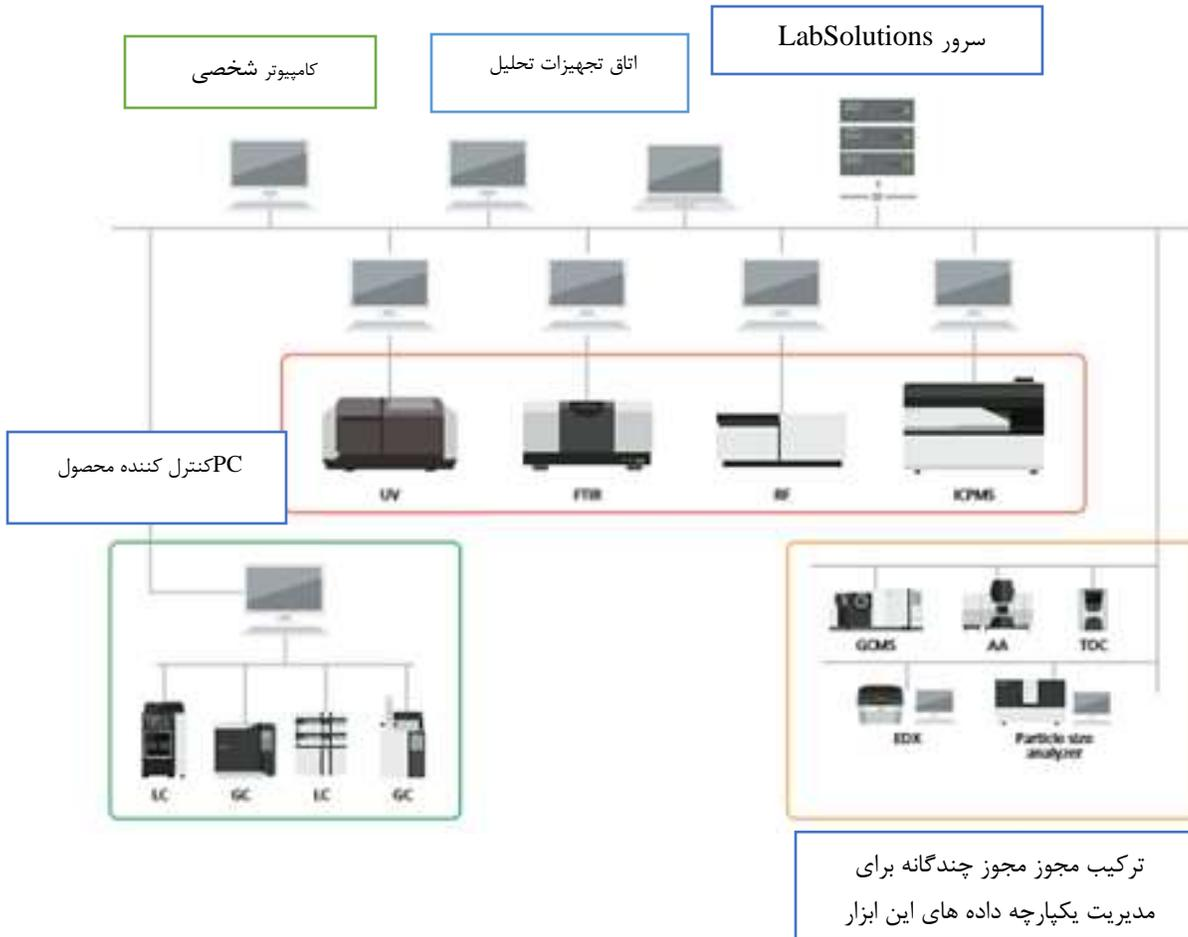 سرور LabSolutions
اتاق تجهیزات تحلیل
کامپیوتر شخصی
UV
FTIR
RF
ICPMS
PCکنترل کننده محصول
GCMS
AA
TOC
EDX
Particle size
analyzer
LC
GC
LC
GC
ترکیب مجوز مجوز چندگانه برای
مدیریت یکپارچه داده های این ابزار